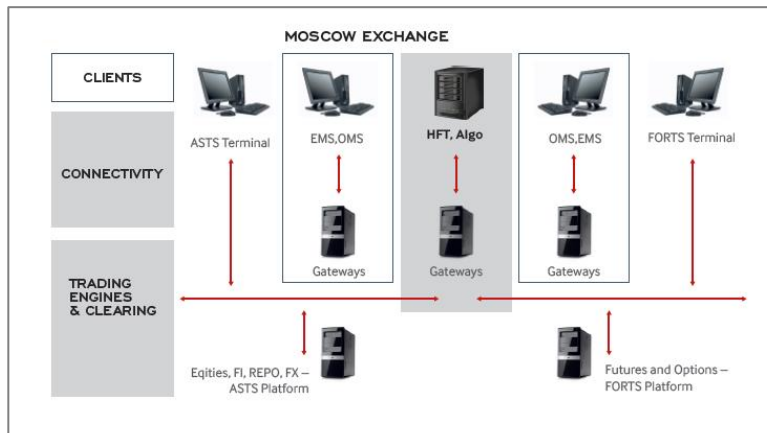 MOSCOW EXCHANGE
CLIENTS
ASTS Terminal
EMS,OMS
HFT, Algo
OMS,EMS
FORTS Terminal
CONNECTIVITY
Gateways
Gateways
Gateways
TRADING
ENGINES
& CLEARING
Eqities, FI, REPO, FX –
ASTS Platform
Futures and Options –
FORTS Platform